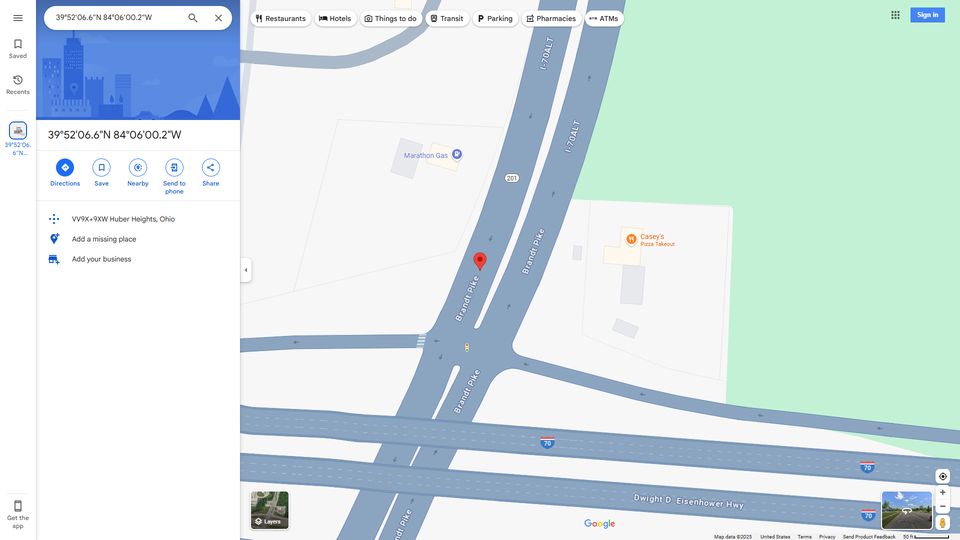 39°52'06.6"N 84°06'00.2"W
Restaurants
Hotels
Things to do
Transit
Parking
Pharmacies
ATMs
Sign in
Saved
Recents
39°52'06.
6"N...
Get the
app
39°52'06.6"N 84°06'00.2"W
Directions
Save
Nearby
Send to
phone
Share
VV9X+9XW Huber Heights, Ohio
Add a missing place
Add your business
I-70ALT
I-70ALT
Marathon Gas
201
Casey's
Pizza Takeout
Brandt Pike
Brandt Pike
Brandt Pike
70
70
70
Dwight D. Eisenhower Hwy
Brandt Pike
Layers
Google
Map data ©2025
United States
Terms
Privacy
Send Product Feedback
50 ft